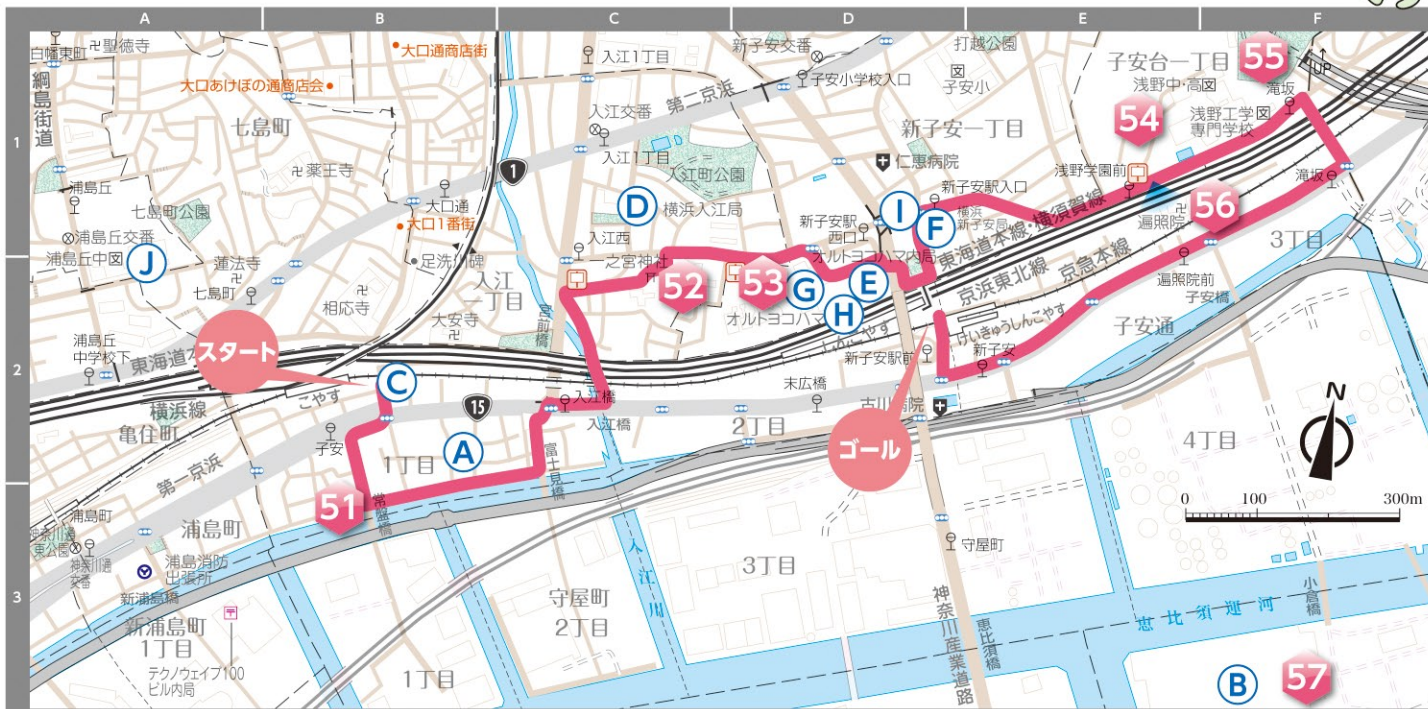 A
B
C
D
E
F
1
2
3
白幡東町
卍聖徳寺
大口通商店街
大口あけぼの通商店会
綱島街道
七島町
卍薬王寺
浦島丘
七島町公園
大口通
大口1番街
浦島丘交番
浦島丘中
J
蓮法寺
足洗川碑
七島町
相応寺
大安寺
入江
一丁目
入江1丁目
入江交番
第二京浜
入江1丁目
入江町公園
1
D
横浜入江局
入江西
之宮神社
宮前橋
52
53
新子安交番
打越公園
子安小学校入口
子安小
新子安一丁目
仁恵病院
新子安駅入口
横浜
新子安局
新子安駅
西口
I
F
オルトヨコハマ内局
E
G
H
オルトヨコハマ
しんこやす
子安台一丁目
55
UP
滝坂
浅野中・高
浅野工学
専門学校
54
浅野学園前
滝坂
56
遍照院
3丁目
遍照院前
子安橋
子安通
東海道本線・横須賀線
京浜東北線
京急本線
けいきゅうしんこやす
新子安
新子安駅前
浦島丘
中学校下
スタート
東海道本
C
横浜線
こやす
亀住町
15
子安
A
1丁目
入江橋
入江橋
末広橋
2丁目
古川病院
ゴール
4丁目
N
0 100 300m
第一京浜
51
常盤橋
富士見橋
浦島町
浦島町
神奈川通
東公園
神奈川通
交番
浦島消防
出張所
新浦島橋
新浦島町
1丁目
テクノウェイブ100
ビル内局
1丁目
守屋町
2丁目
入江川
3丁目
守屋町
神奈川産業道路
恵比須橋
恵比須運河
小倉橋
B
57